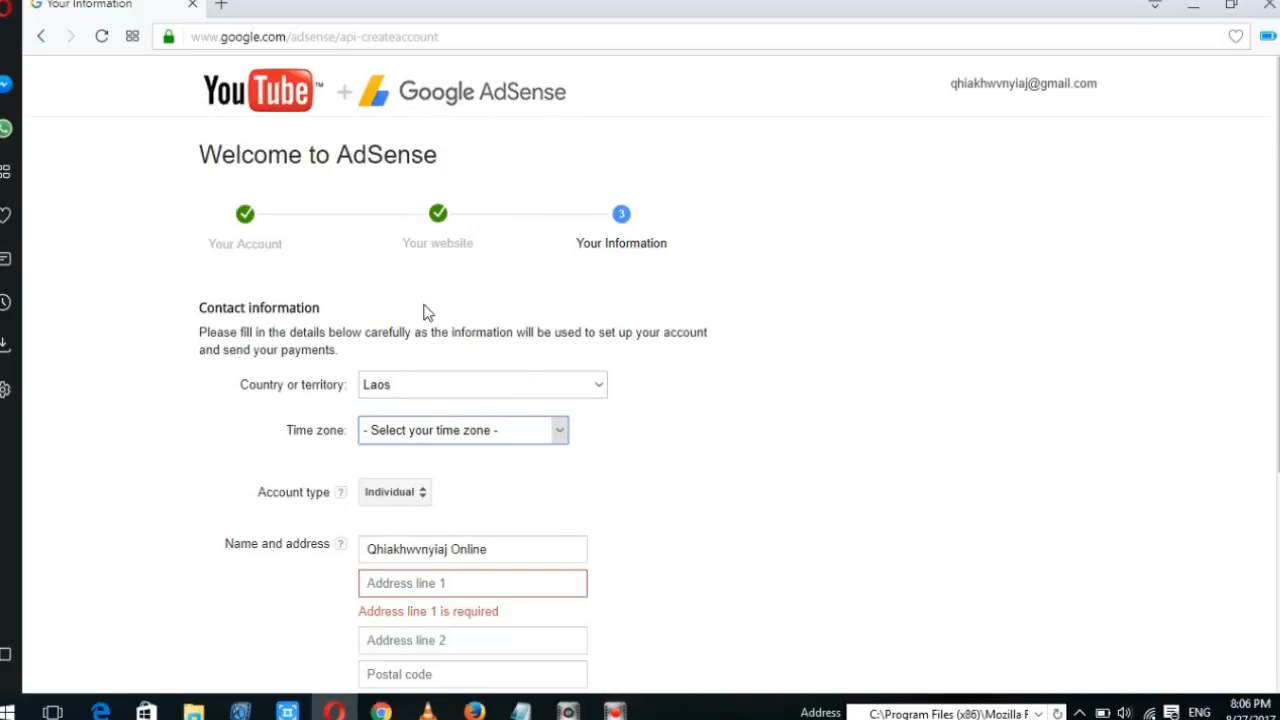 Your Information
www.google.com/adsense/api-createaccount
YouTube™ + Google AdSense
qhiakhwvnyiaj@gmail.com
Welcome to AdSense
3
Your Account
Your website
Your Information
Contact information
Please fill in the details below carefully as the information will be used to set up your account
and send your payments.
Country or territory: Laos
Time zone: - Select your time zone -
Account type ? Individual
Name and address ? Qhiakhwvnyiaj Online
Address line 1
Address line 1 is required
Address line 2
Postal code
Address C:\Program Files (x86)\Mozilla F
ENG
8:06 PM